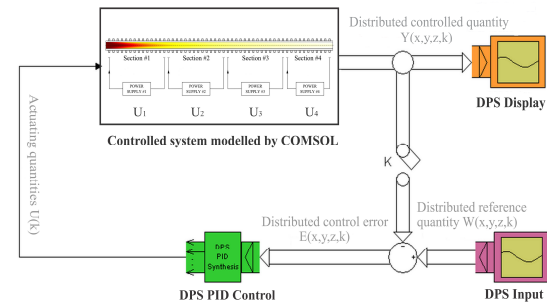 Distributed controlled quantity
Y(x,y,z,k)
Section #1 Section #2 Section #3 Section #4
POWER SUPPLY #1 POWER SUPPLY #2 POWER SUPPLY #3 POWER SUPPLY #4
U1 U2 U3 U4
DPS Display
Controlled system modelled by COMSOL
Actuating quantities U(k)
K
Distributed reference
quantity W(x,y,z,k)
Distributed control error
E(x,y,z,k)
- +
DPS
PID
Synthesis
DPS PID Control
DPS Input